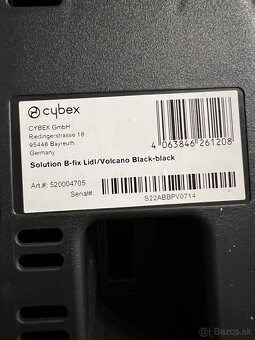 cybex
CYBEX GmbH
Riedingerstrasse 18
95448 Bayreuth
Germany
4 063846 261208
Solution B-fix Lidl/Volcano Black-black
Art.#: 520004705
Serial#:
S22ABBPV0714
Bazos.sk